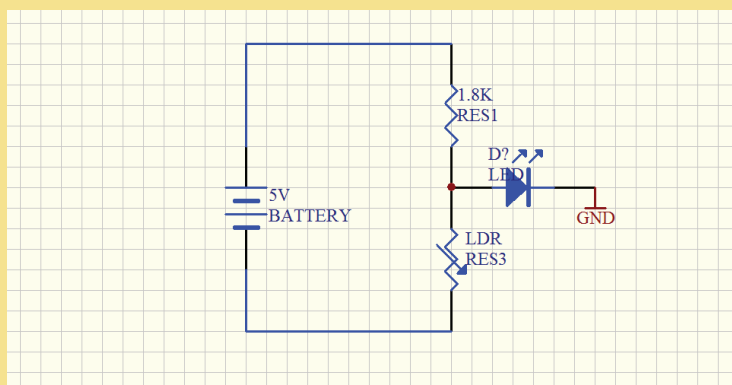 1.8K
RES1
D?
LED
5V
BATTERY
GND
LDR
RES3